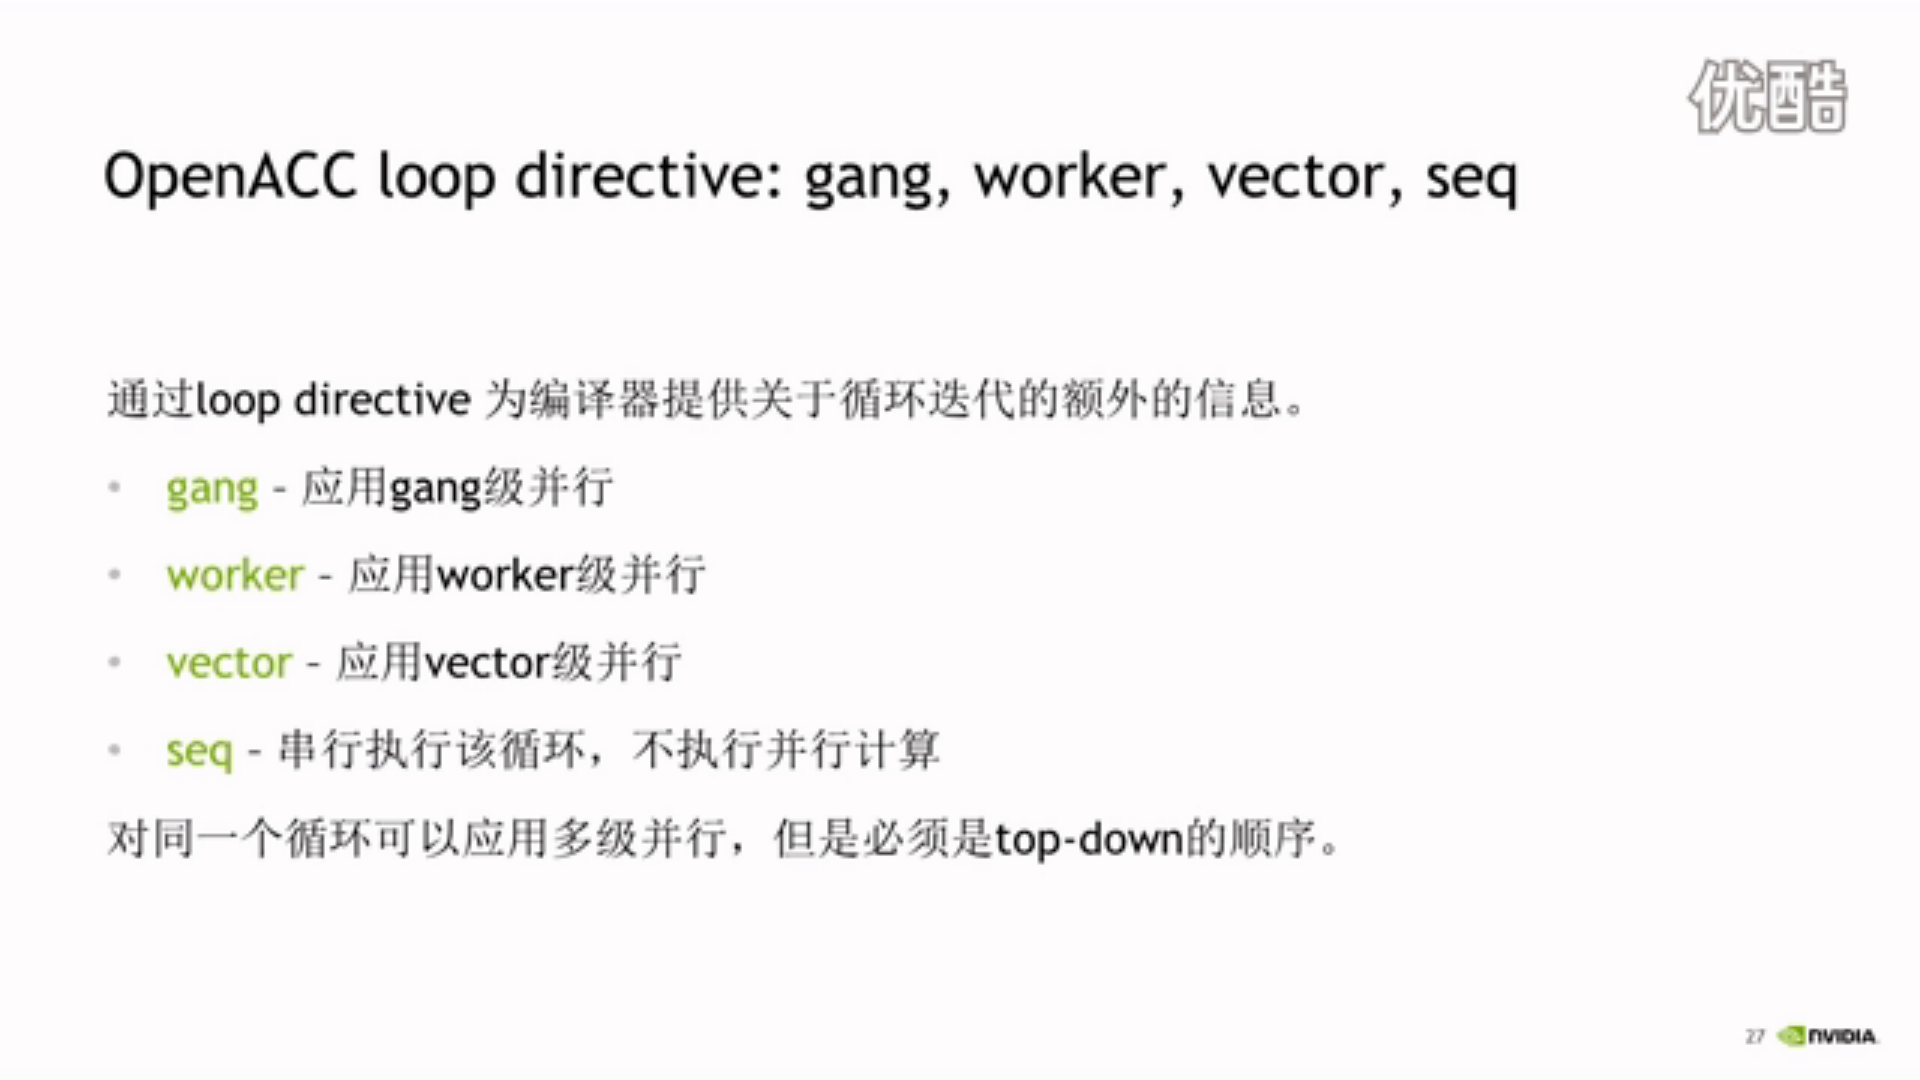 优酷
OpenACC loop directive: gang, worker, vector, seq
通过loop directive 为编译器提供关于循环迭代的额外的信息。
• gang - 应用gang级并行
• worker - 应用worker级并行
• vector - 应用vector级并行
• seq - 串行执行该循环，不执行并行计算
对同一个循环可以应用多级并行，但是必须是top-down的顺序。
27 NVIDIA